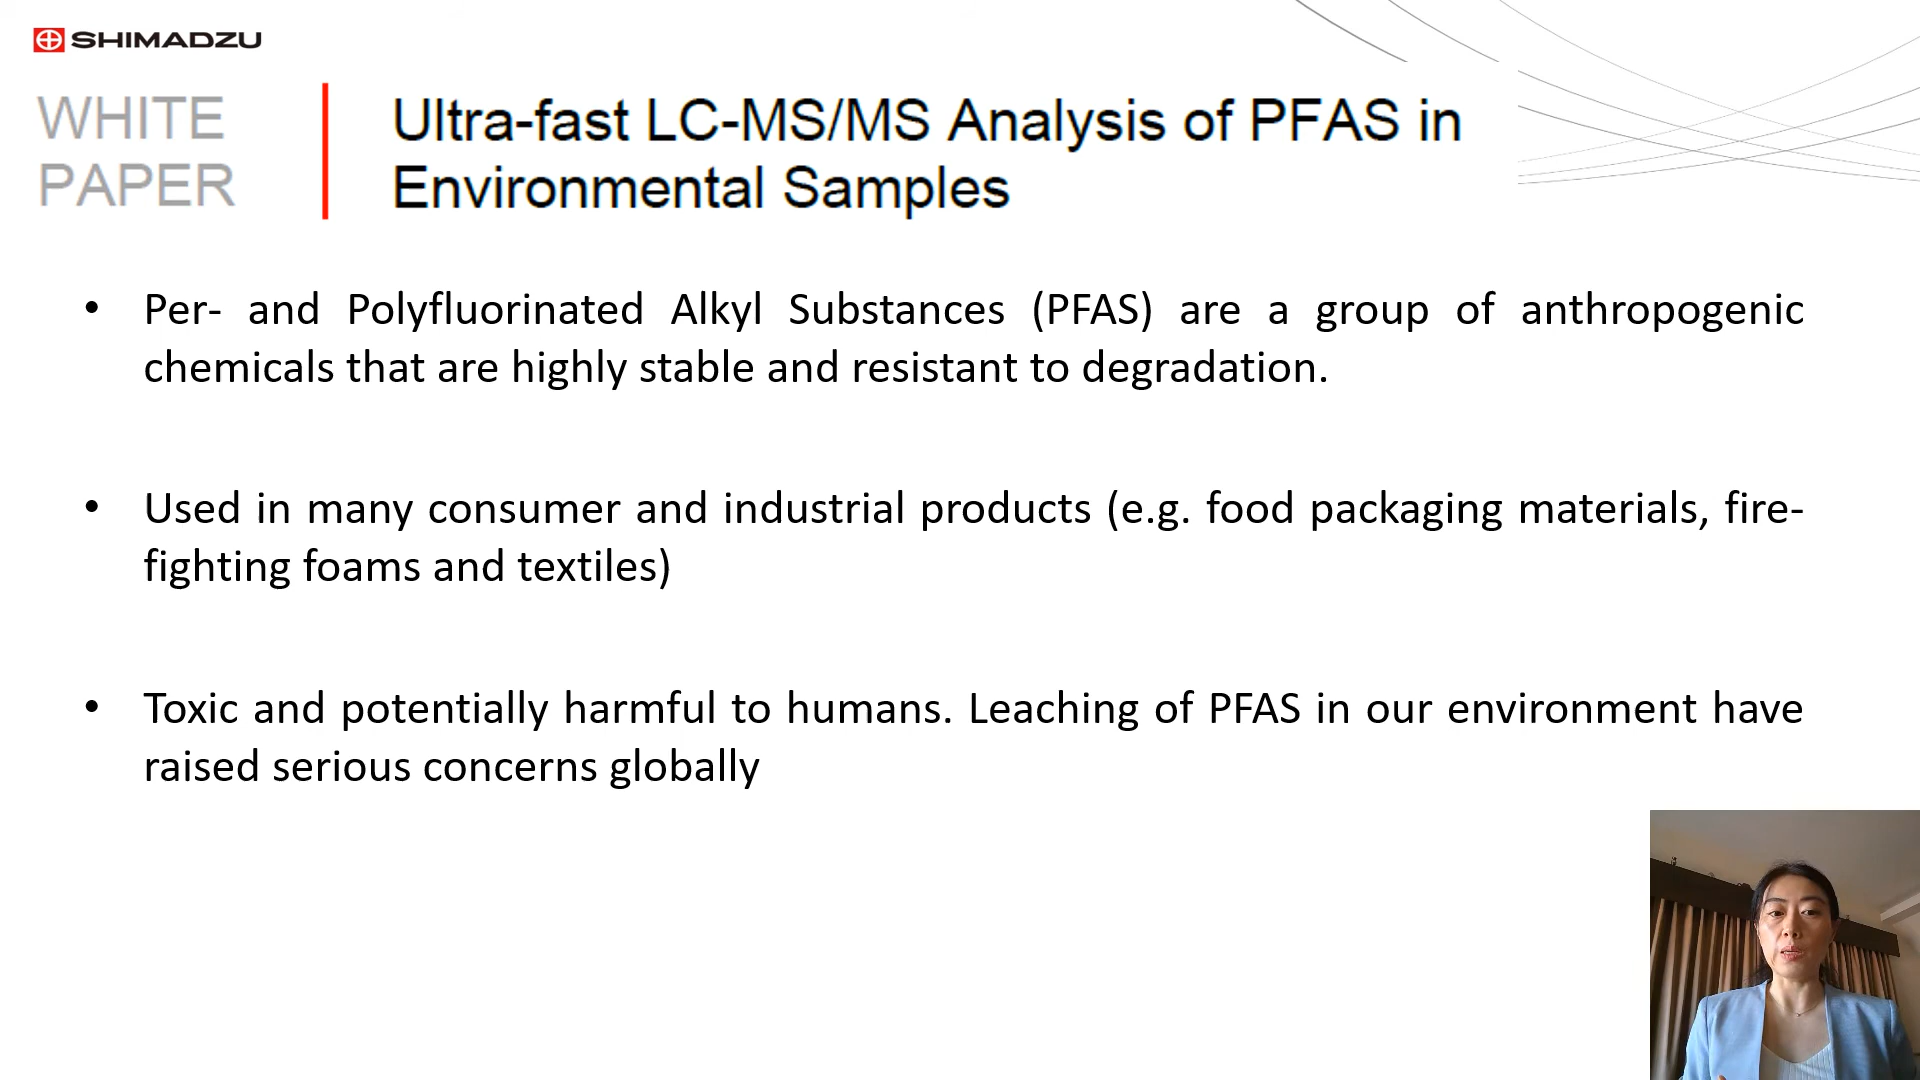 SHIMADZU
WHITE
PAPER
Ultra-fast LC-MS/MS Analysis of PFAS in
Environmental Samples
• Per- and Polyfluorinated Alkyl Substances (PFAS) are a group of anthropogenic
chemicals that are highly stable and resistant to degradation.
• Used in many consumer and industrial products (e.g. food packaging materials, fire-
fighting foams and textiles)
• Toxic and potentially harmful to humans. Leaching of PFAS in our environment have
raised serious concerns globally